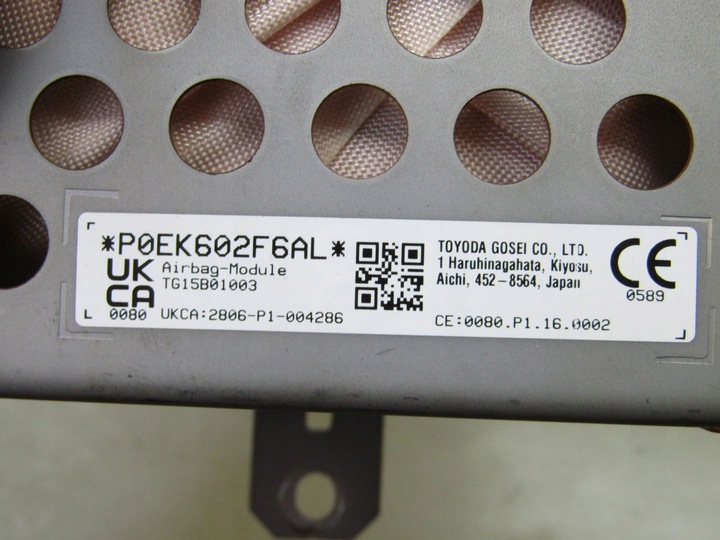 *P0EK602F6AL*
UK
CA
Airbag-Module
TG15B01003
0080 UKCA:2806-P1-004286
TOYODA GOSEI CO., LTD.
1 Haruhinagahata, Kiyosu,
Aichi, 452-8564, Japan
CE:0080.P1.16.0002
CE
0589